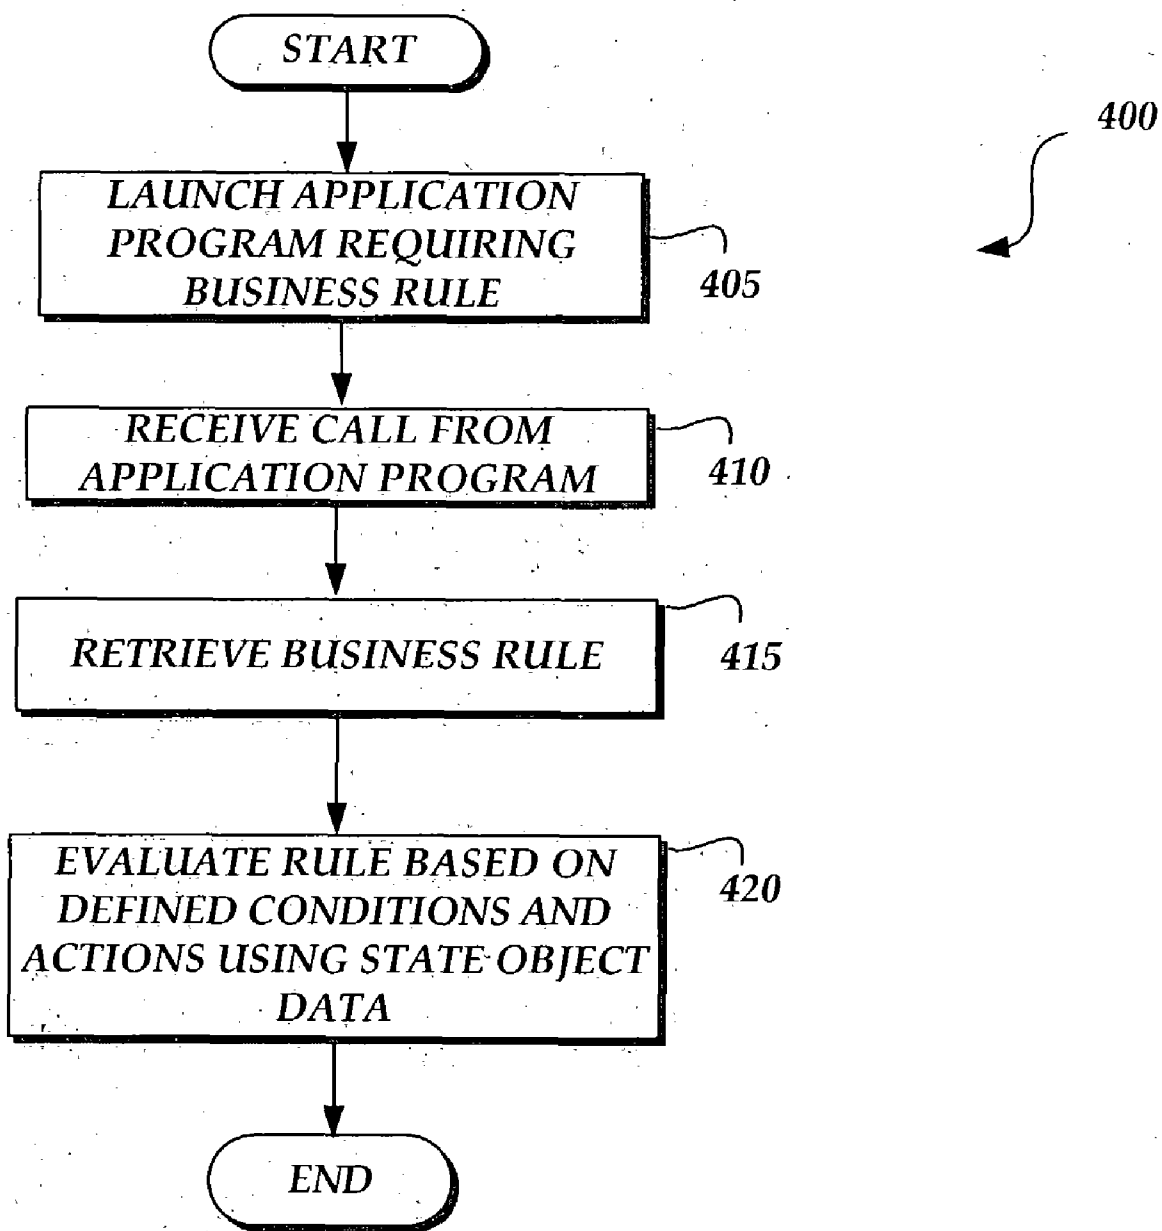 START
400
LAUNCH APPLICATION
PROGRAM REQUIRING
BUSINESS RULE
405
RECEIVE CALL FROM
APPLICATION PROGRAM
410
RETRIEVE BUSINESS RULE
415
EVALUATE RULE BASED ON
DEFINED CONDITIONS AND
ACTIONS USING STATE OBJECT
DATA
420
END